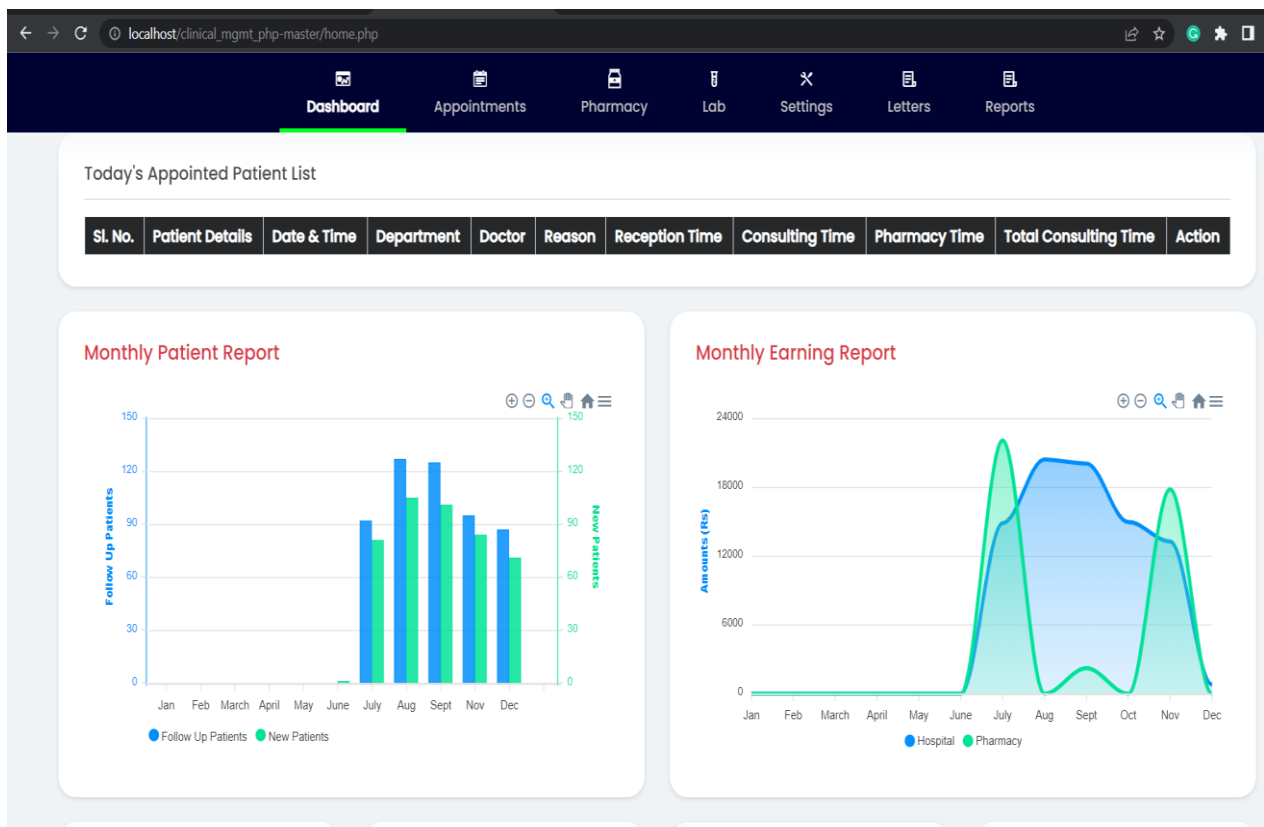 localhost/clinical_mgmt_php-master/home.php
Dashboard Appointments Pharmacy Lab Settings Letters Reports
Today's Appointed Patient List
Sl. No. Patient Details Date & Time Department Doctor Reason Reception Time Consulting Time Pharmacy Time Total Consulting Time Action
Monthly Patient Report
150 150
120 120
90 90
60 60
30 30
0 0
Follow Up Patients
New Patients
Jan Feb March April May June July Aug Sept Nov Dec
Follow Up Patients New Patients
Monthly Earning Report
24000
18000
12000
6000
0
Amounts (Rs)
Jan Feb March April May June July Aug Sept Oct Nov Dec
Hospital Pharmacy